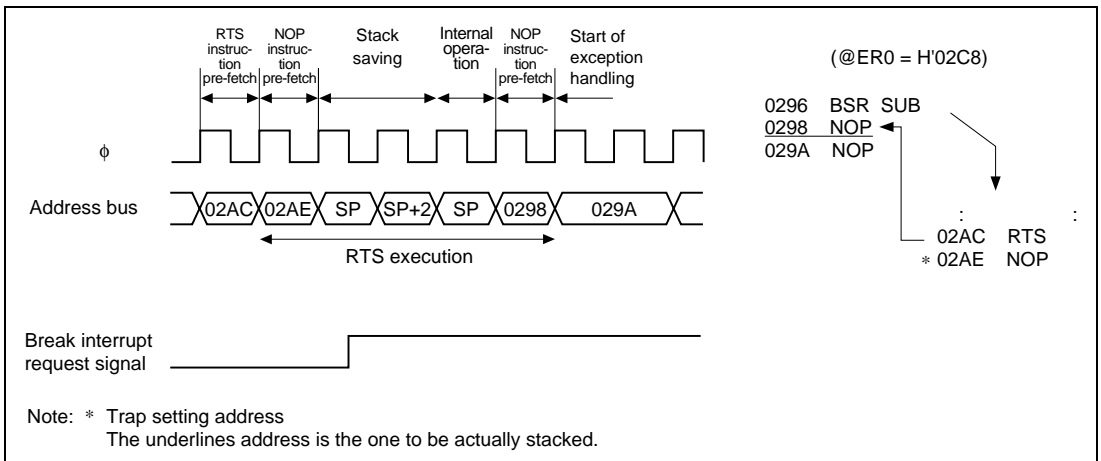 RTS
instruc-
tion
pre-fetch
NOP
instruc-
tion
pre-fetch
Stack
saving
Internal
opera-
tion
NOP
instruc-
tion
pre-fetch
Start of
exception
handling
ϕ
Address bus
02AC 02AE SP SP+2 SP 0298 029A
RTS execution
Break interrupt
request signal
(@ER0 = H'02C8)
0296 BSR SUB
0298 NOP
029A NOP
: :
02AC RTS
* 02AE NOP
Note: * Trap setting address
The underlines address is the one to be actually stacked.